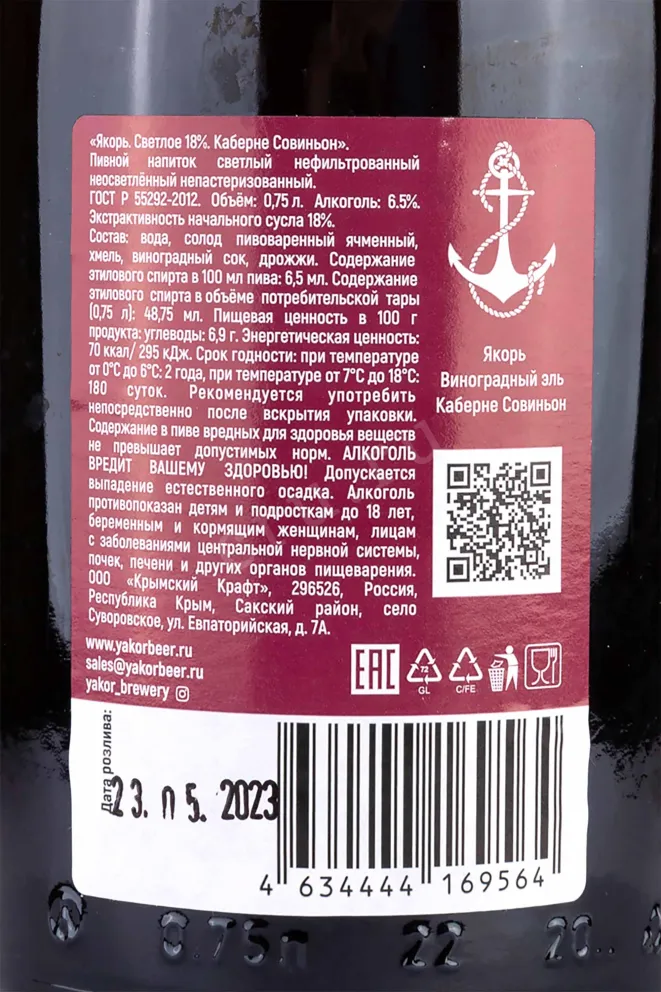 «Якорь. Светлое 18%. Каберне Совиньон».
Пивной напиток светлый нефильтрованный
неосветлённый непастеризованный.
ГОСТ Р 55292-2012. Объём: 0,75 л. Алкоголь: 6.5%.
Экстрактивность начального сусла 18%.
Состав: вода, солод пивоваренный ячменный,
хмель, виноградный сок, дрожжи. Содержание
этилового спирта в 100 мл пива: 6,5 мл. Содержание
этилового спирта в объёме потребительской тары
(0,75 л): 48,75 мл. Пищевая ценность в 100 г
продукта: углеводы: 6,9 г. Энергетическая ценность:
70 ккал/ 295 кДж. Срок годности: при температуре
от 0°С до 6°С: 2 года, при температуре от 7°С до 18°С:
180 суток. Рекомендуется употребить
непосредственно после вскрытия упаковки.
Содержание в пиве вредных для здоровья веществ
не превышает допустимых норм. АЛКОГОЛЬ
ВРЕДИТ ВАШЕМУ ЗДОРОВЬЮ! Допускается
выпадение естественного осадка. Алкоголь
противопоказан детям и подросткам до 18 лет,
беременным и кормящим женщинам, лицам
с заболеваниями центральной нервной системы,
почек, печени и других органов пищеварения.
ООО «Крымский Крафт», 296526, Россия,
Республика Крым, Сакский район, село
Суворовское, ул. Евпаторийская, д. 7А.
www.yakorbeer.ru
sales@yakorbeer.ru
yakor_brewery
Якорь
Виноградный эль
Каберне Совиньон
EAC
72
GL
C/FE
Дата розлива:
23. 05. 2023
4 634444 169564
0.75л 22 20..